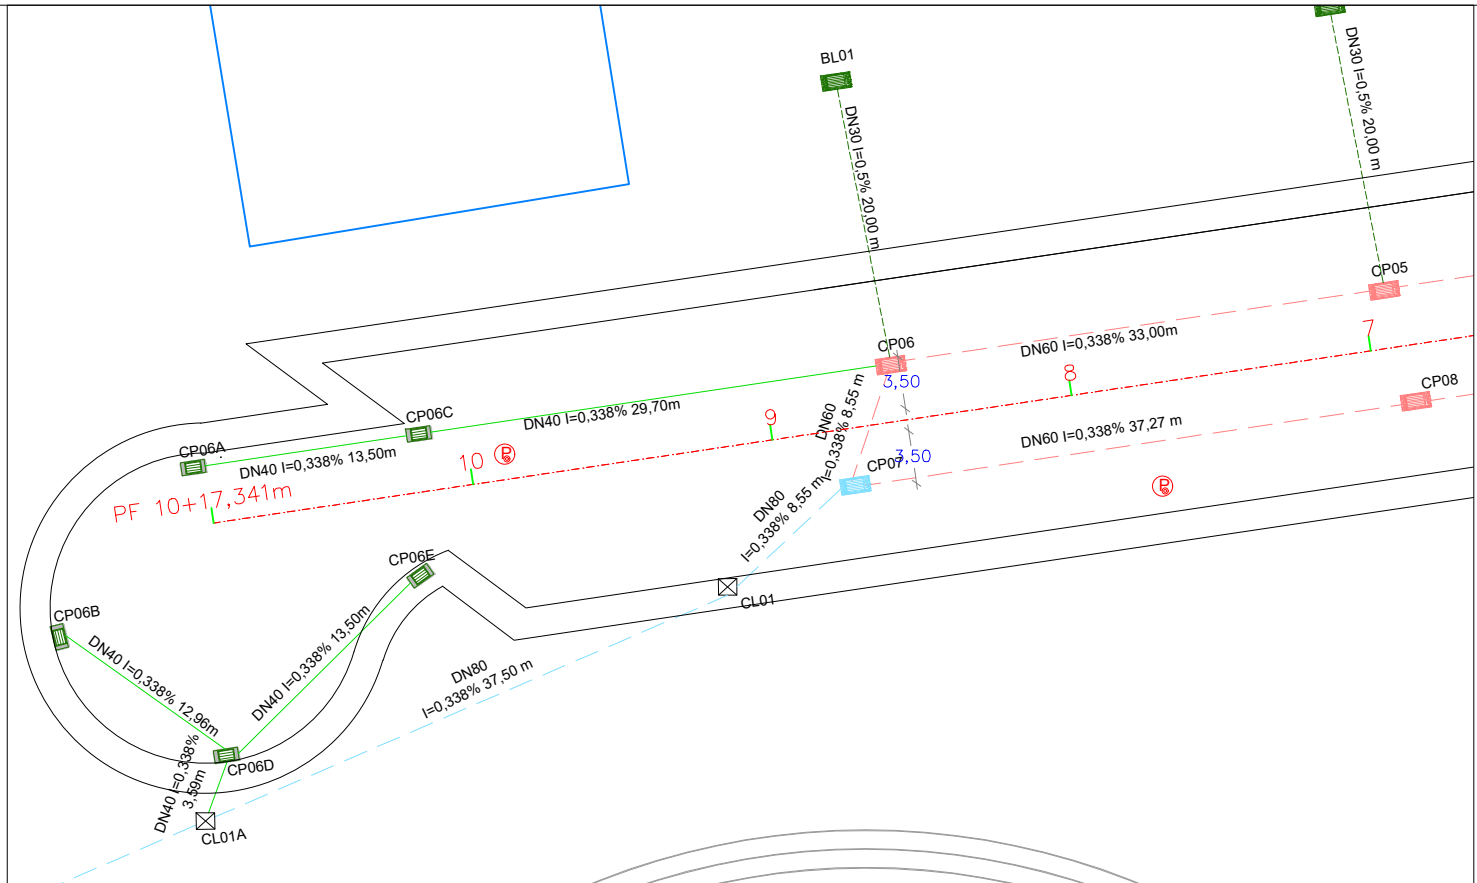 BL01
DN30 I=0,5% 20,00 m
DN30 I=0,5% 20,00 m
CP05
CP06
DN60 I=0,338% 33,00m
7
8
3,50
CP08
CP06C
DN40 I=0,338% 29,70m
9
DN60
I=0,338% 8,55 m
DN60 I=0,338% 37,27 m
CP06A
DN40 I=0,338% 13,50m
10
P
3,50
CP07
P
PF 10+17,341m
DN80
I=0,338% 8,55 m
CP06E
CL01
CP06B
DN40 I=0,338% 12,96m
DN40 I=0,338% 13,50m
DN80
I=0,338% 37,50 m
CP06D
DN40 I=0,338%
3,59m
CL01A